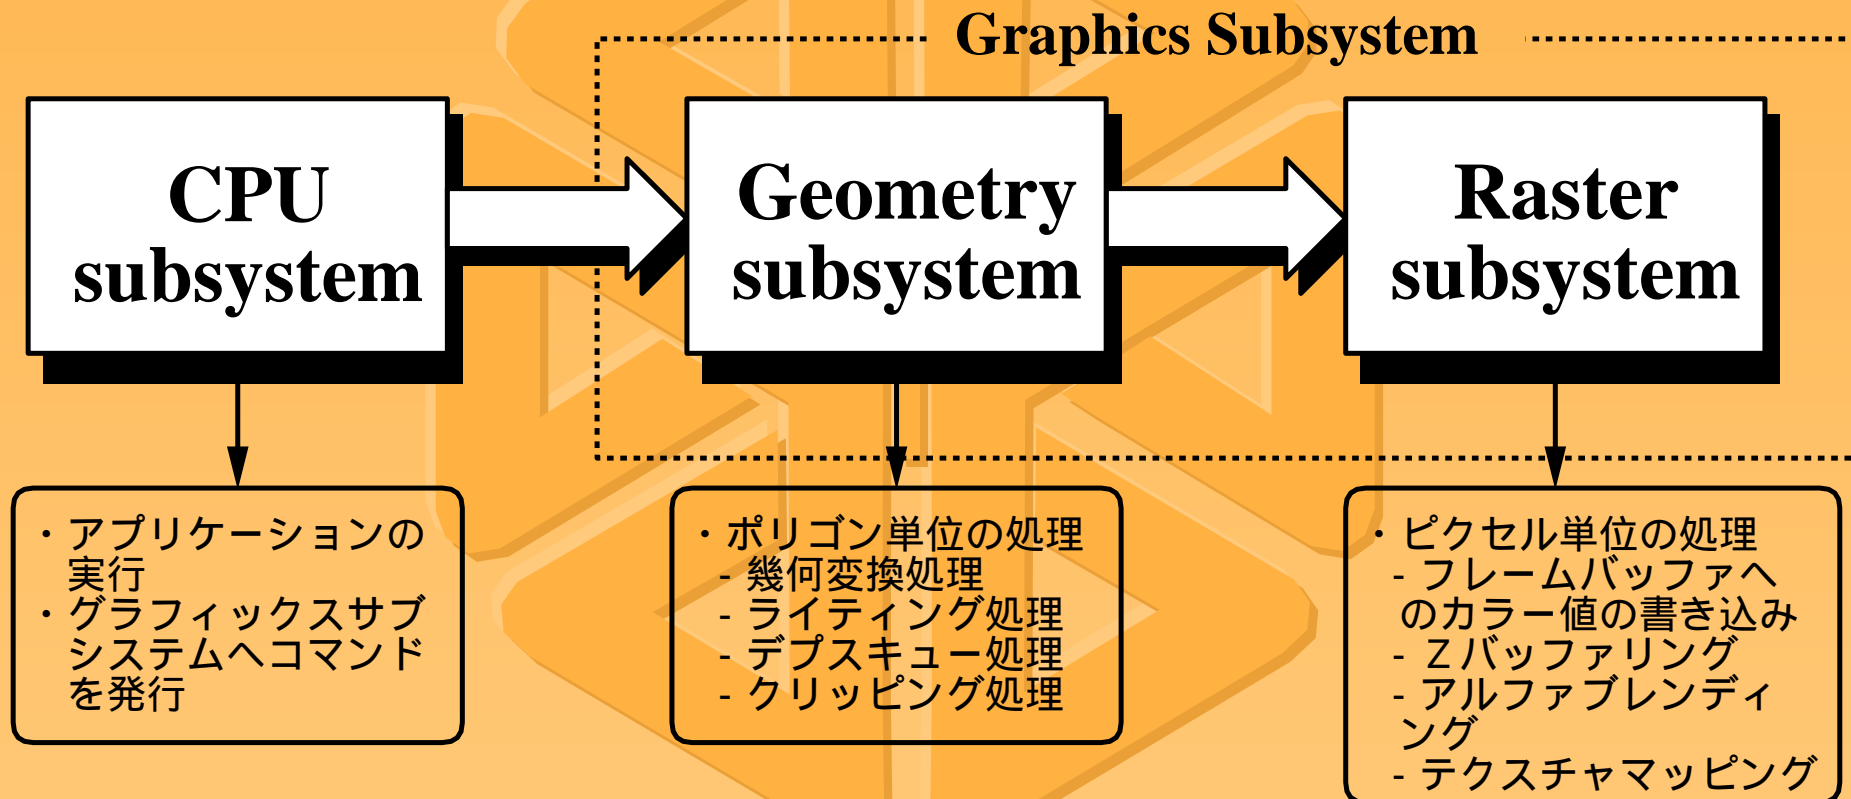 Graphics Subsystem
CPU
subsystem
Geometry
subsystem
Raster
subsystem
・アプリケーションの
実行
・グラフィックスサブ
システムへコマンド
を発行
・ポリゴン単位の処理
- 幾何変換処理
- ライティング処理
- デプスキュー処理
- クリッピング処理
・ピクセル単位の処理
- フレームバッファへ
のカラー値の書き込み
- Ｚバッファリング
- アルファブレンディ
ング
- テクスチャマッピング